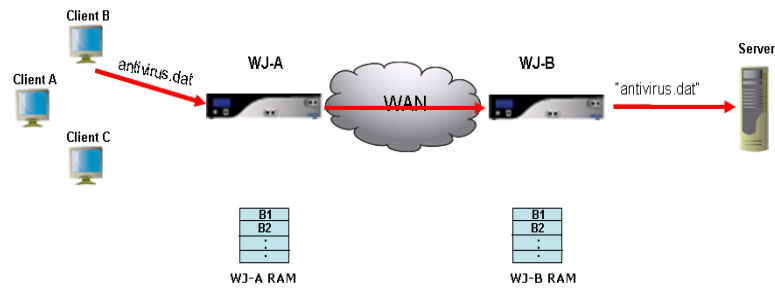 Client B
antivirus.dat
Client A
WJ-A
WAN
WJ-B
Server
"antivirus.dat"
Client C
B1
B2
:
:
WJ-A RAM
B1
B2
:
:
WJ-B RAM